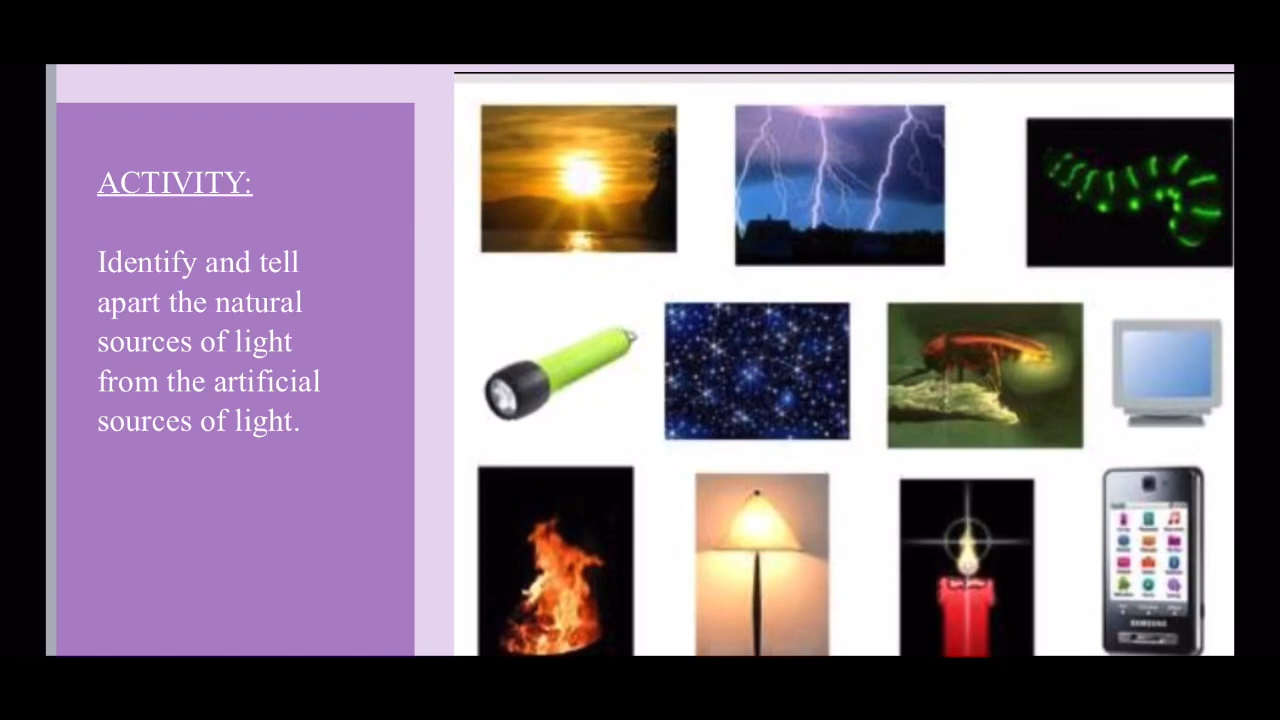 ACTIVITY:
Identify and tell
apart the natural
sources of light
from the artificial
sources of light.
SAMSUNG